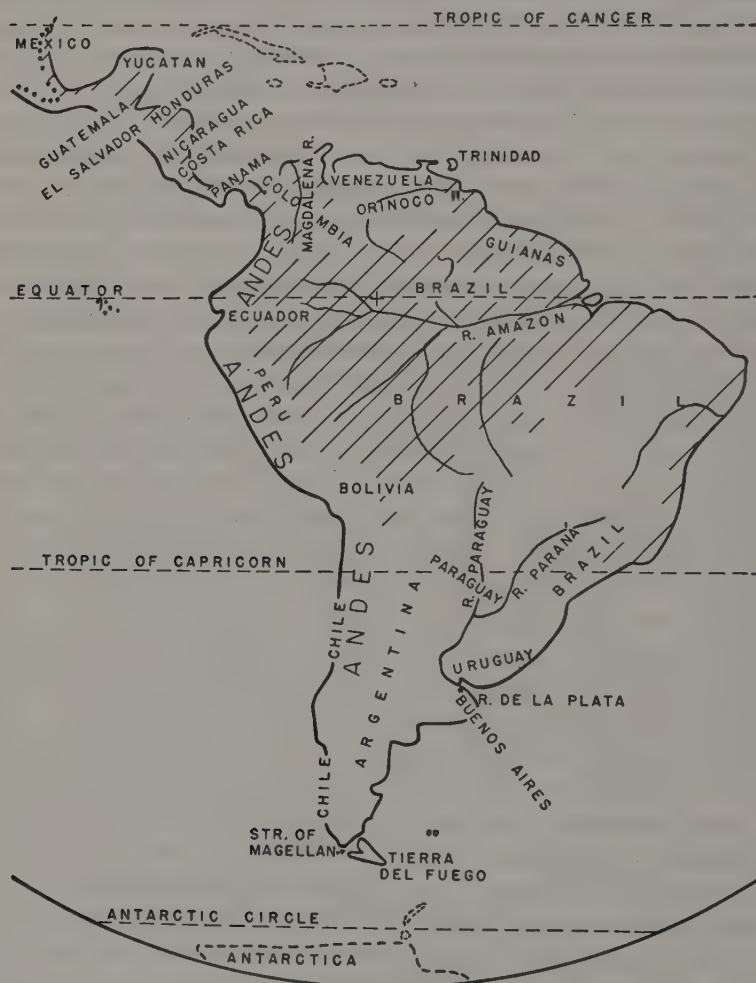 TROPIC OF CANCER
MEXICO
YUCATAN
GUATEMALA
EL SALVADOR HONDURAS
NICARAGUA
COSTA RICA
PANAMA
COLOMBIA
MAGDALENA R.
VENEZUELA
TRINIDAD
ORINOCO
GUIANAS
ANDES
EQUATOR
ECUADOR
BRAZIL
R. AMAZON
PERU
ANDES
BRAZIL
BOLIVIA
R. PARAGUAY
PARAGUAY
R. PARANÁ
BRAZIL
TROPIC OF CAPRICORN
CHILE
ANDES
ARGENTINA
URUGUAY
R. DE LA PLATA
BUENOS AIRES
CHILE
STR. OF
MAGELLAN
TIERRA
DEL FUEGO
ANTARCTIC CIRCLE
ANTARCTICA